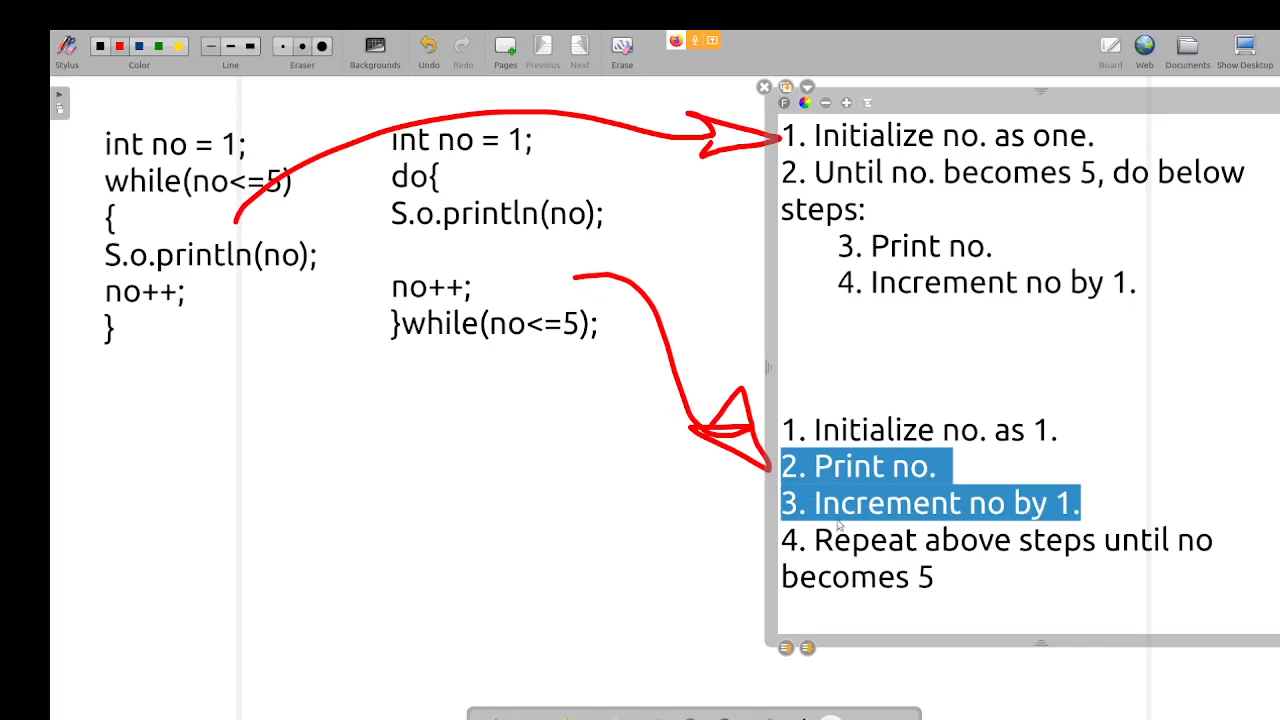 Stylus
Color
Line
Eraser
Backgrounds
Undo
Redo
Pages
Previous
Next
Erase
Board
Web
Documents
Show Desktop
int no = 1;
while(no<=5)
{
S.o.println(no);
no++;
}
int no = 1;
do{
S.o.println(no);
no++;
}while(no<=5);
1. Initialize no. as one.
2. Until no. becomes 5, do below
steps:
3. Print no.
4. Increment no by 1.
1. Initialize no. as 1.
2. Print no.
3. Increment no by 1.
4. Repeat above steps until no
becomes 5